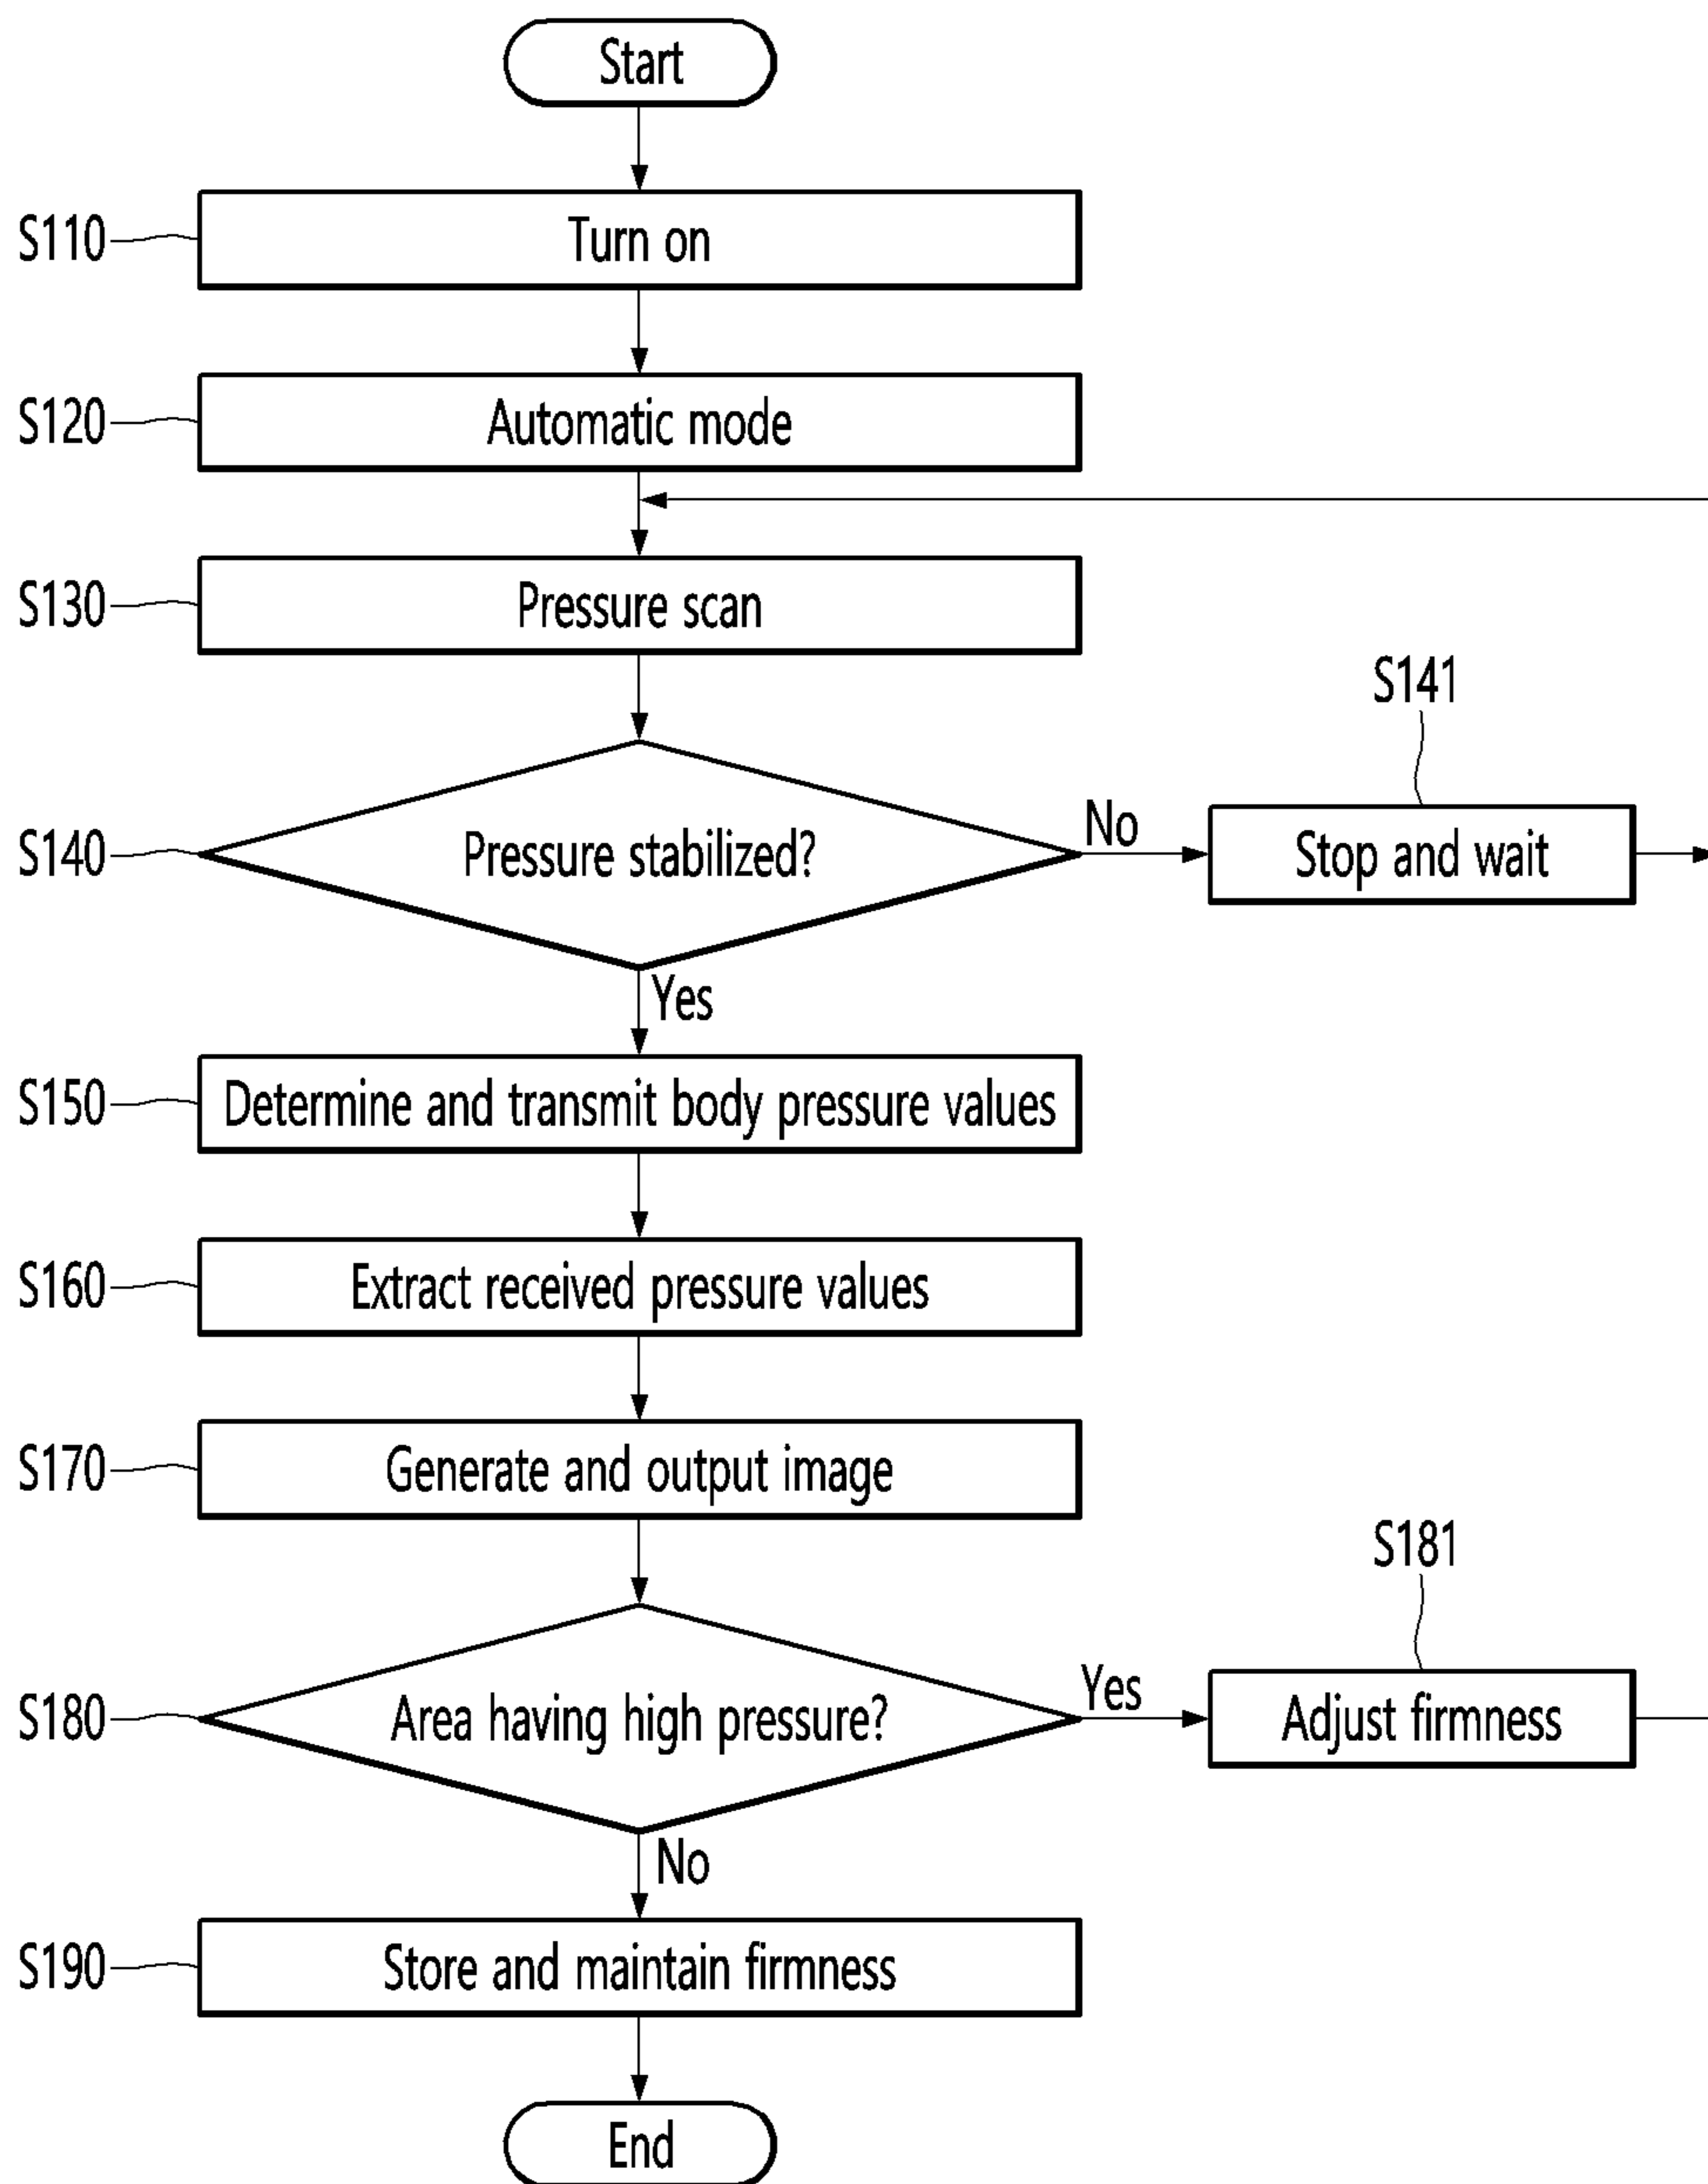 Start
S110
Turn on
S120
Automatic mode
S130
Pressure scan
S141
S140
Pressure stabilized?
No
Stop and wait
Yes
S150
Determine and transmit body pressure values
S160
Extract received pressure values
S170
Generate and output image
S181
S180
Area having high pressure?
Yes
Adjust firmness
No
S190
Store and maintain firmness
End